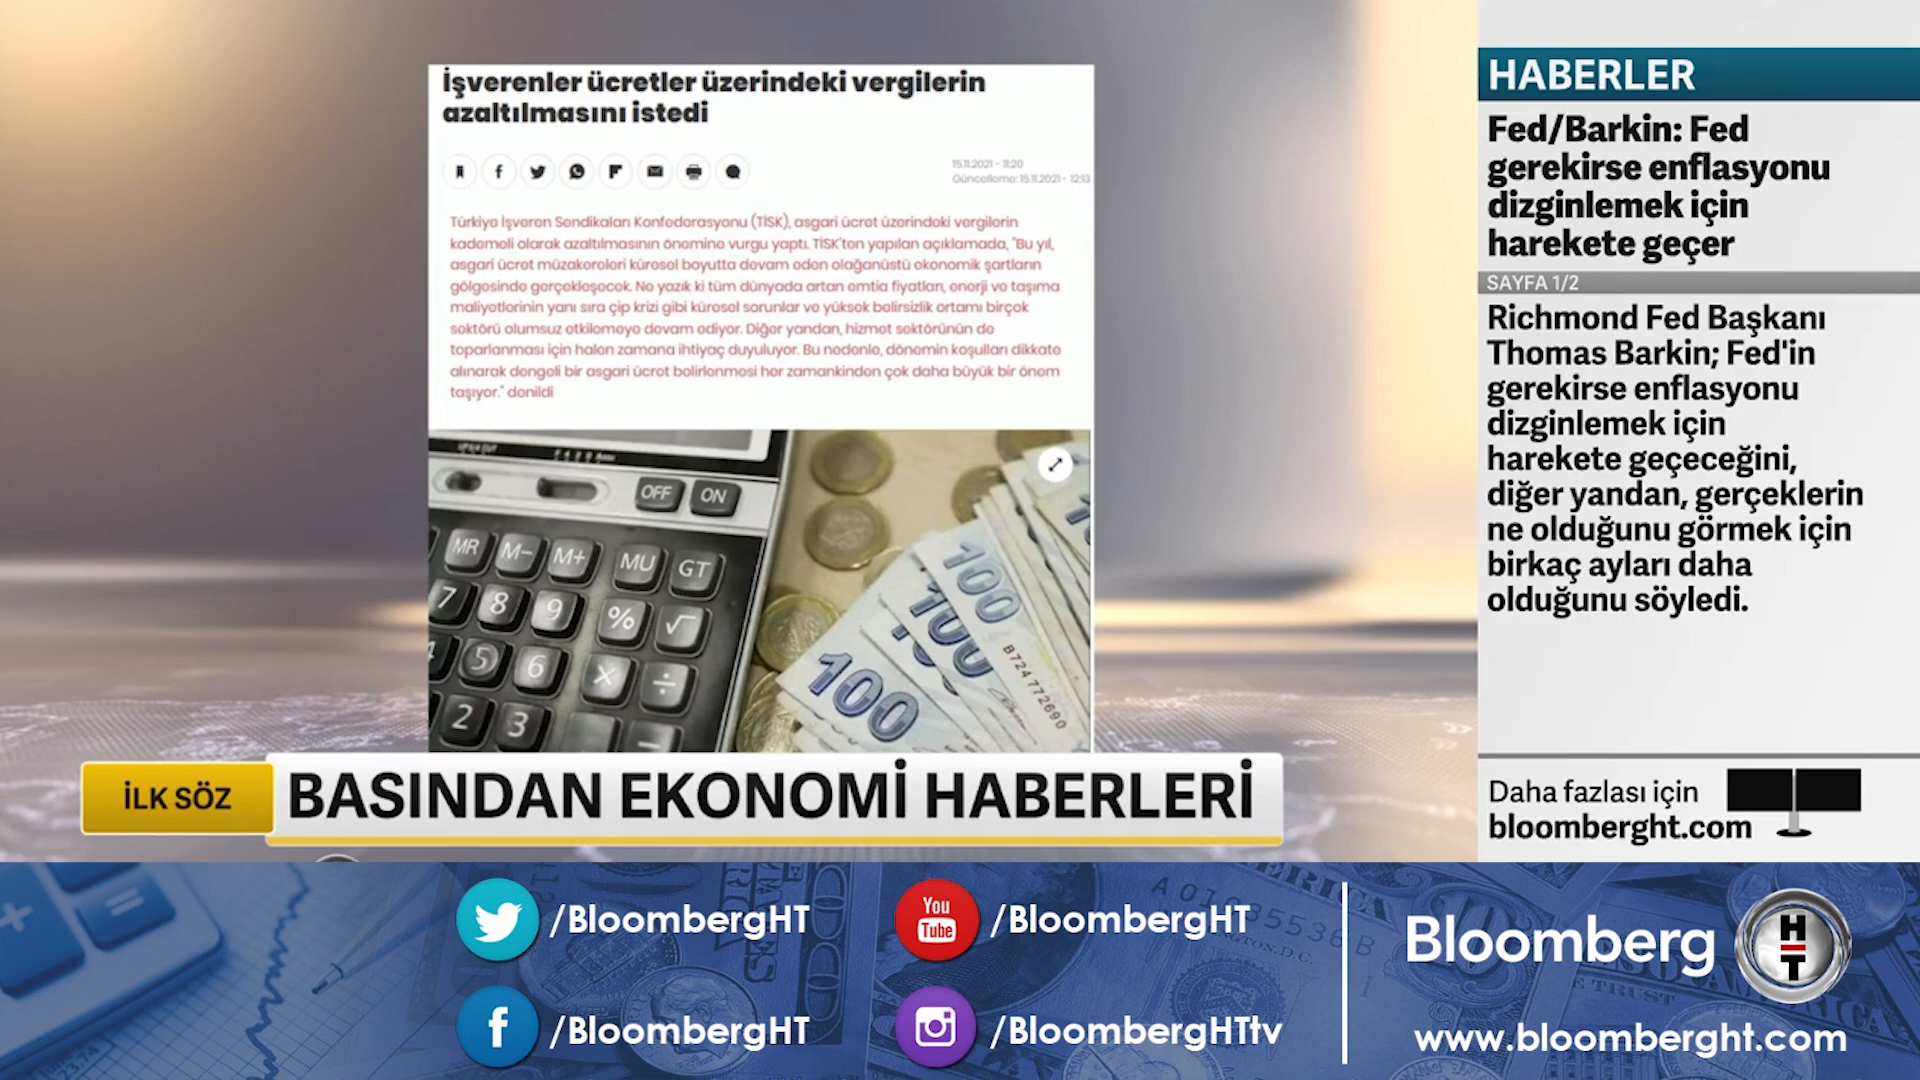 İşverenler ücretler üzerindeki vergilerin
azaltılmasını istedi
15.11.2021 - 11:20
Güncelleme: 15.11.2021 - 12:13
Türkiye İşveren Sendikaları Konfederasyonu (TİSK), asgari ücret üzerindeki vergilerin
kademeli olarak azaltılmasının önemine vurgu yaptı. TİSK'ten yapılan açıklamada, "Bu yıl,
asgari ücret müzakereleri küresel boyutta devam eden olağanüstü ekonomik şartların
gölgesinde gerçekleşecek. Ne yazık ki tüm dünyada artan emtia fiyatları, enerji ve taşıma
maliyetlerinin yanı sıra çip krizi gibi küresel sorunlar ve yüksek belirsizlik ortamı birçok
sektörü olumsuz etkilemeye devam ediyor. Diğer yandan, hizmet sektörünün de
toparlanması için halen zamana ihtiyaç duyuluyor. Bu nedenle, dönemin koşulları dikkate
alınarak dengeli bir asgari ücret belirlenmesi her zamankinden çok daha büyük bir önem
taşıyor." denildi
OFF ON
MR M- M+ MU GT
7 8 9 % √
4 5 6 × ÷
2 3 –
100
100
100
B724772690
İLK SÖZ
BASINDAN EKONOMİ HABERLERİ
HABERLER
Fed/Barkin: Fed
gerekirse enflasyonu
dizginlemek için
harekete geçer
SAYFA 1/2
Richmond Fed Başkanı
Thomas Barkin; Fed'in
gerekirse enflasyonu
dizginlemek için
harekete geçeceğini,
diğer yandan, gerçeklerin
ne olduğunu görmek için
birkaç ayları daha
olduğunu söyledi.
Daha fazlası için
bloomberght.com
/BloombergHT
You
Tube
/BloombergHT
/BloombergHT
/BloombergHTtv
Bloomberg
HT
www.bloomberght.com